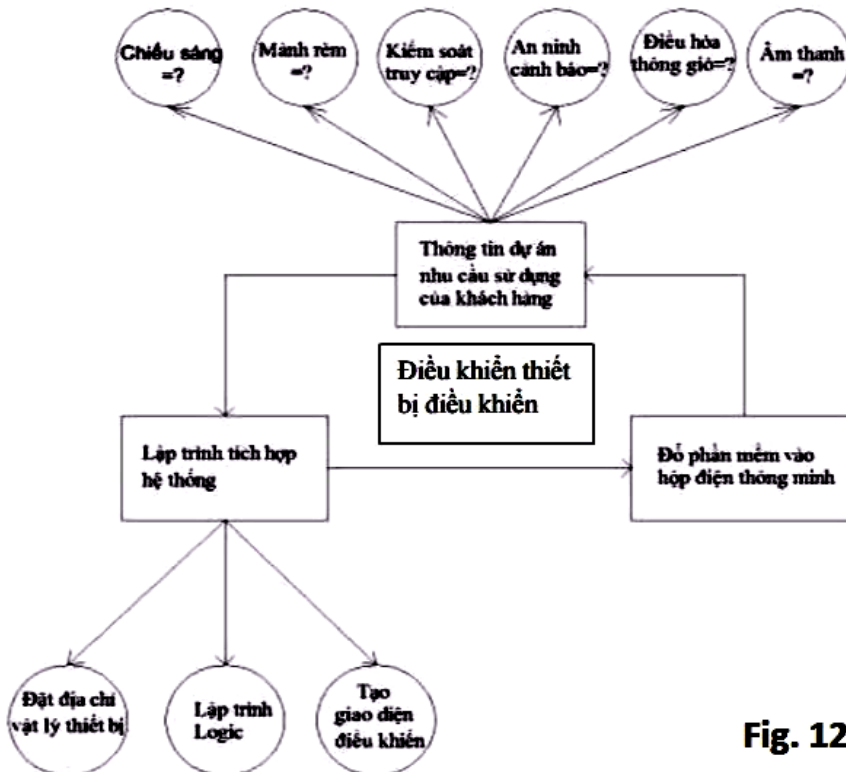 Chiếu sáng
=?
Mành rèm
=?
Kiểm soát
truy cập=?
An ninh
cảnh báo=?
Điều hòa
thông gió=?
Âm thanh
=?
Thông tin dự án
nhu cầu sử dụng
của khách hàng
Điều khiển thiết
bị điều khiển
Lập trình tích hợp
hệ thống
Đổ phần mềm vào
hộp điện thông minh
Đặt địa chỉ
vật lý thiết bị
Lập trình
Logic
Tạo
giao diện
điều khiển
Fig. 12